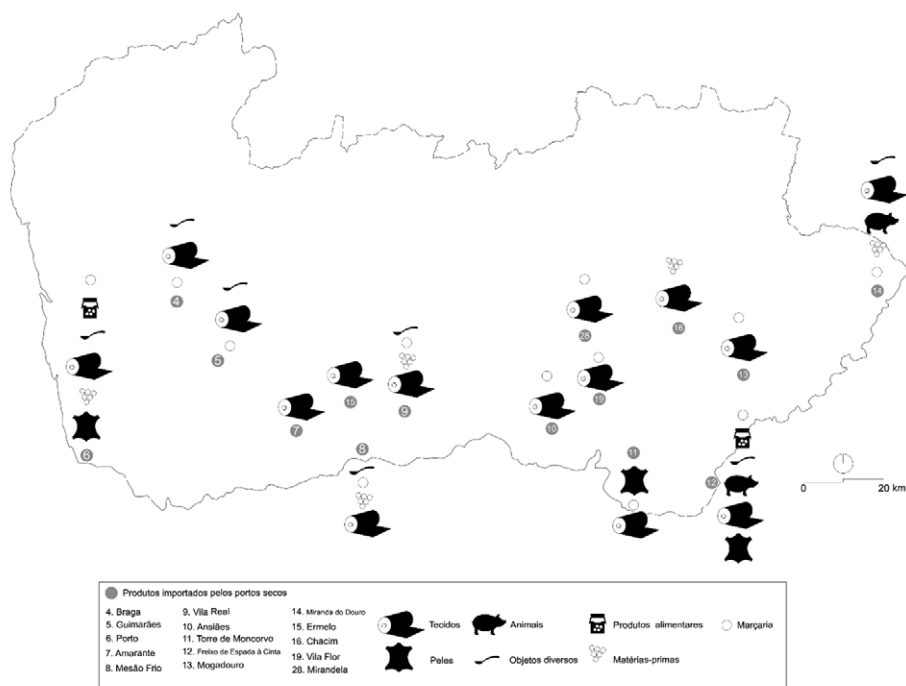 14
4
5
6
28
16
13
15
7
9
10
19
8
11
12
0 20 km
Produtos importados pelos portos secos
4. Braga
5. Guimarães
6. Porto
7. Amarante
8. Mesão Frio
9. Vila Real
10. Ansiães
11. Torre de Moncorvo
12. Freixo de Espada à Cinta
13. Mogadouro
14. Miranda do Douro
15. Ermelo
16. Chacim
19. Vila Flor
28. Mirandela
Tecidos
Animais
Produtos alimentares
Marçaria
Peles
Objetos diversos
Matérias-primas